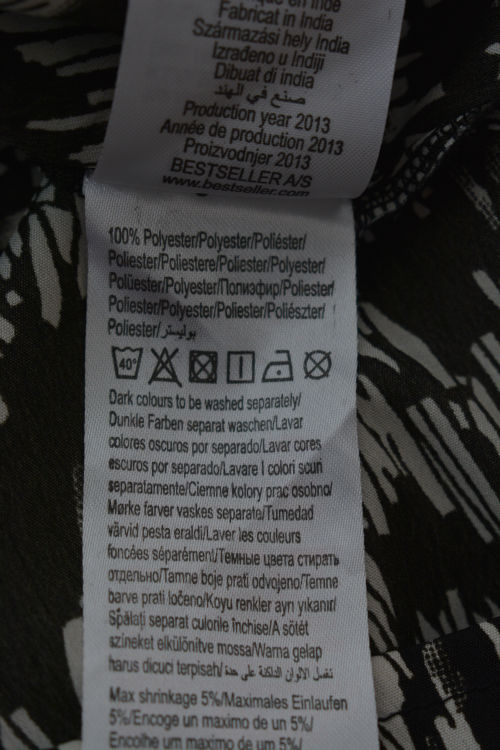 Fabricat in India
Származási hely India
Izrađeno u Indiji
Dibuat di india
صنع في الهند
Production year 2013
Année de production 2013
Proizvodnjer 2013
BESTSELLER A/S
www.bestseller.com
100% Polyester/Polyester/Poliéster/
Poliester/Poliestere/Poliester/Polyester/
Polüester/Polyester/Полиэфир/Poliester/
Poliester/Polyester/Poliester/Poliészter/
Poliester/بوليستر
40°
Dark colours to be washed separately/
Dunkle Farben separat waschen/Lavar
colores oscuros por separado/Lavar cores
escuros por separado/Lavare I colori scuri
separatamente/Ciemne kolory prac osobno/
Mørke farver vaskes separate/Tumedad
värvid pesta eraldi/Laver les couleurs
foncées séparément/Темные цвета стирать
отдельно/Tamne boje prati odvojeno/Temne
barve prati ločeno/Koyu renkler ayrı yıkanır/
Spălați separat culorile închise/A sötét
színeket elkülönítve mossa/Warna gelap
harus dicuci terpisah/تغسل الالوان الداكنة على حدة
Max shrinkage 5%/Maximales Einlaufen
5%/Encoge un maximo de un 5%/
Encolhe um maximo de 5%/